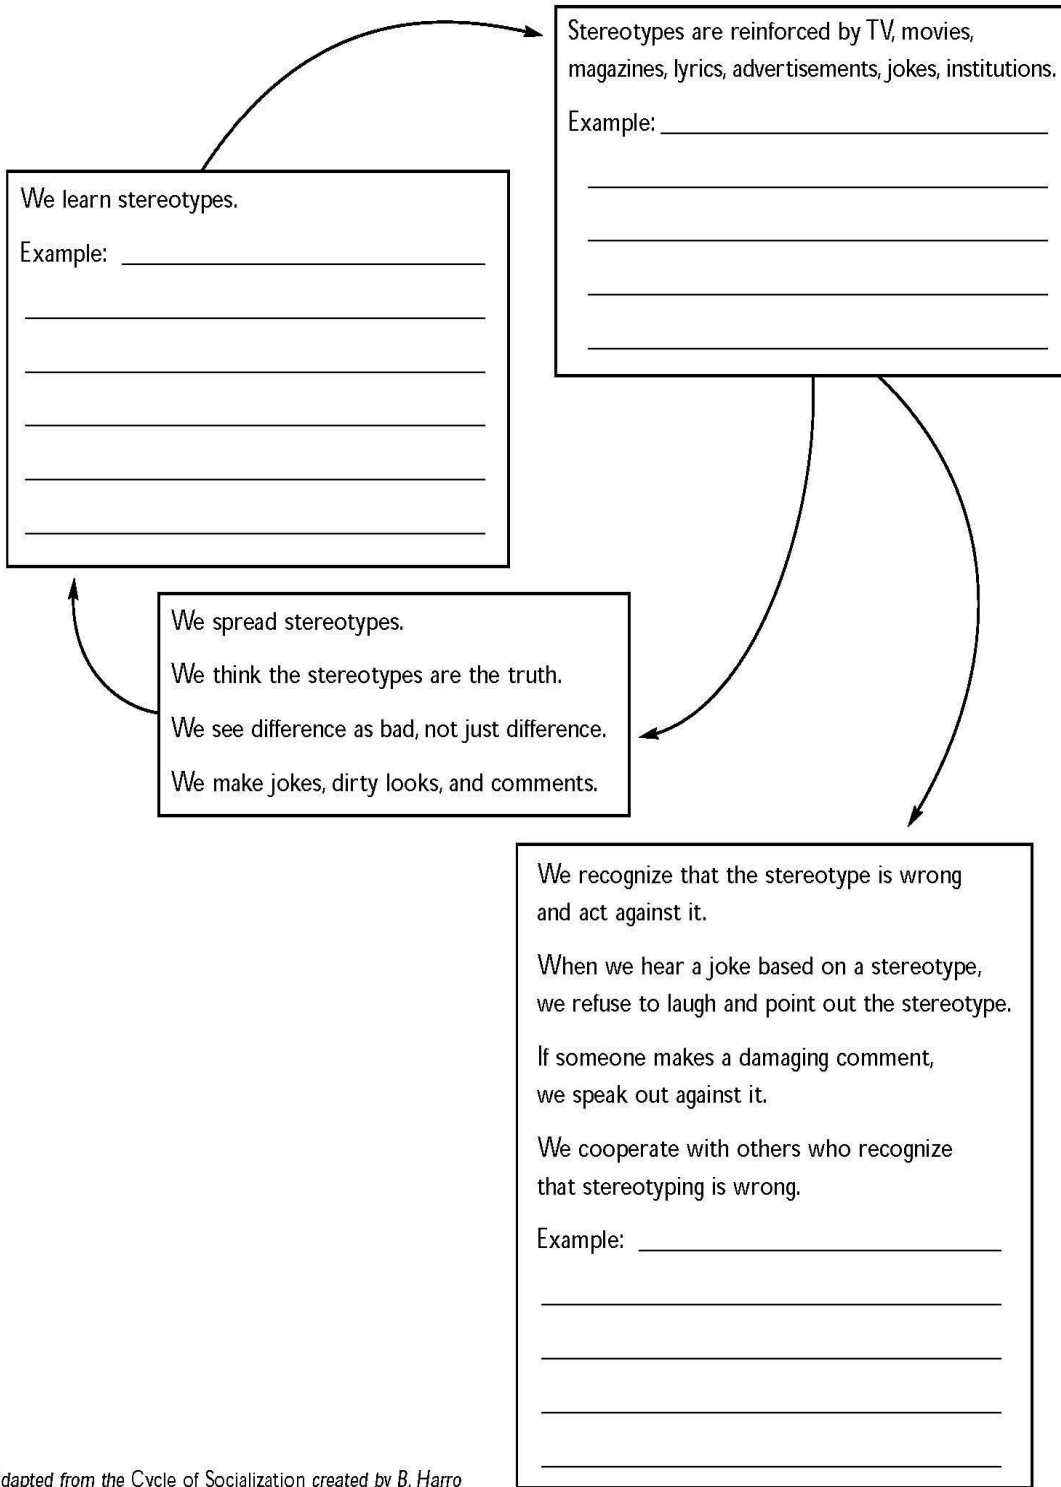 Stereotypes are reinforced by TV, movies,
magazines, lyrics, advertisements, jokes, institutions.
Example:
We learn stereotypes.
Example:
We spread stereotypes.
We think the stereotypes are the truth.
We see difference as bad, not just difference.
We make jokes, dirty looks, and comments.
We recognize that the stereotype is wrong
and act against it.
When we hear a joke based on a stereotype,
we refuse to laugh and point out the stereotype.
If someone makes a damaging comment,
we speak out against it.
We cooperate with others who recognize
that stereotyping is wrong.
Example:
dapted from the Cycle of Socialization created by B. Harro